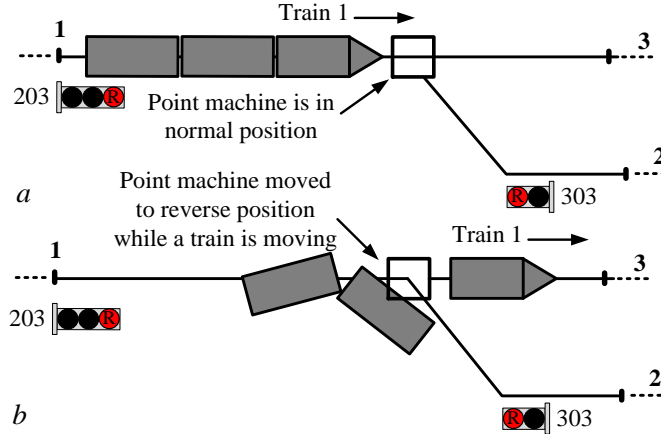 Train 1
1
3
203
R
Point machine is in
normal position
2
R
303
a
Point machine moved
to reverse position
while a train is moving
Train 1
1
3
203
R
2
R
303
b